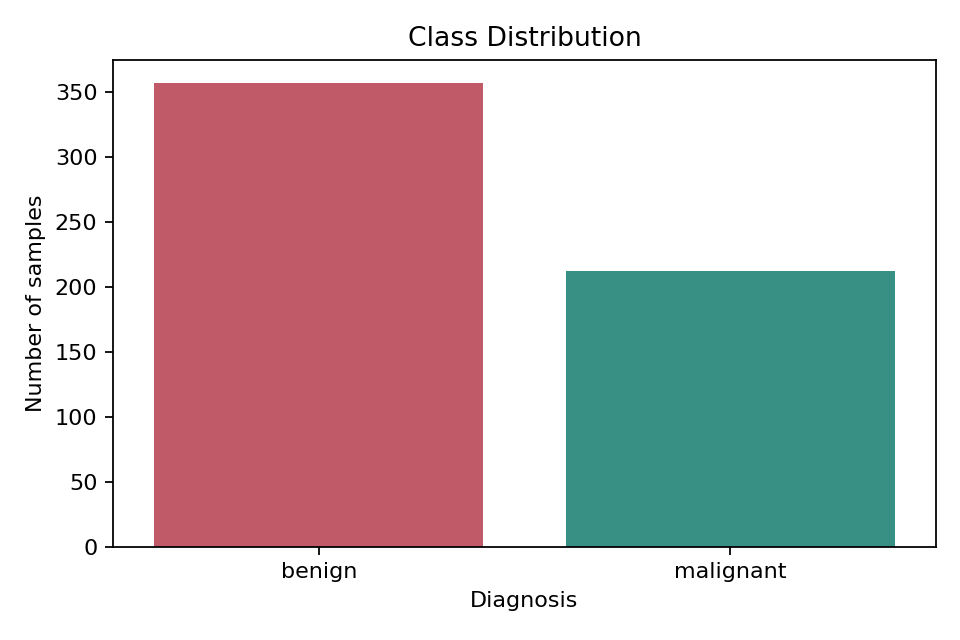 Class Distribution
Number of samples
350
300
250
200
150
100
50
0
benign malignant
Diagnosis